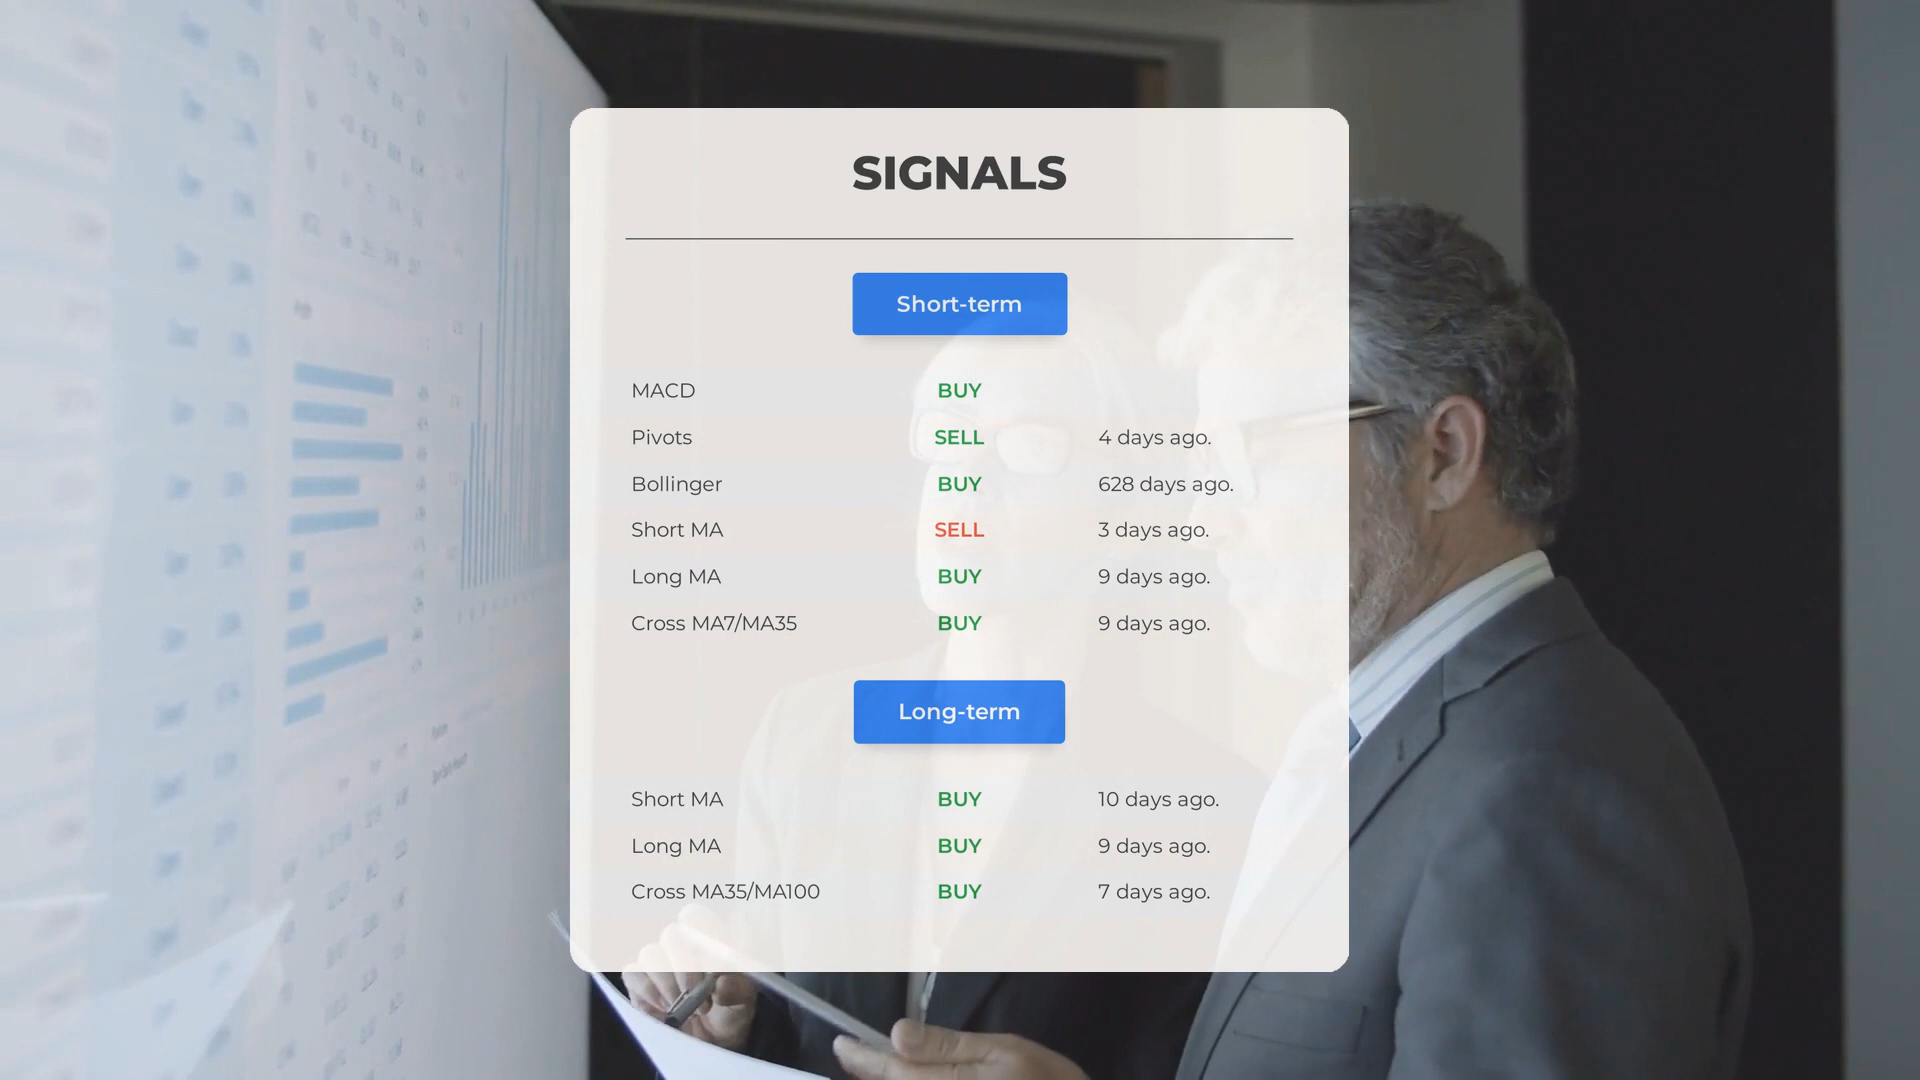 SIGNALS
Short-term
MACD BUY
Pivots SELL 4 days ago.
Bollinger BUY 628 days ago.
Short MA SELL 3 days ago.
Long MA BUY 9 days ago.
Cross MA7/MA35 BUY 9 days ago.
Long-term
Short MA BUY 10 days ago.
Long MA BUY 9 days ago.
Cross MA35/MA100 BUY 7 days ago.